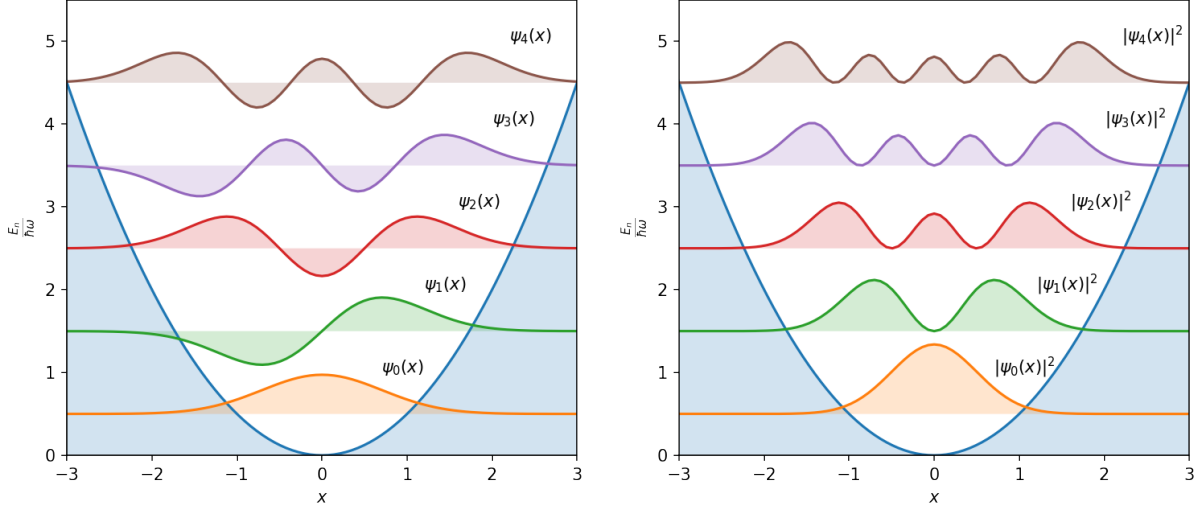 5
4
3
2
1
0
E_n/ħω
ψ₄(x)
ψ₃(x)
ψ₂(x)
ψ₁(x)
ψ₀(x)
−3 −2 −1 0 1 2 3
x
5
4
3
2
1
0
E_n/ħω
|ψ₄(x)|²
|ψ₃(x)|²
|ψ₂(x)|²
|ψ₁(x)|²
|ψ₀(x)|²
−3 −2 −1 0 1 2 3
x